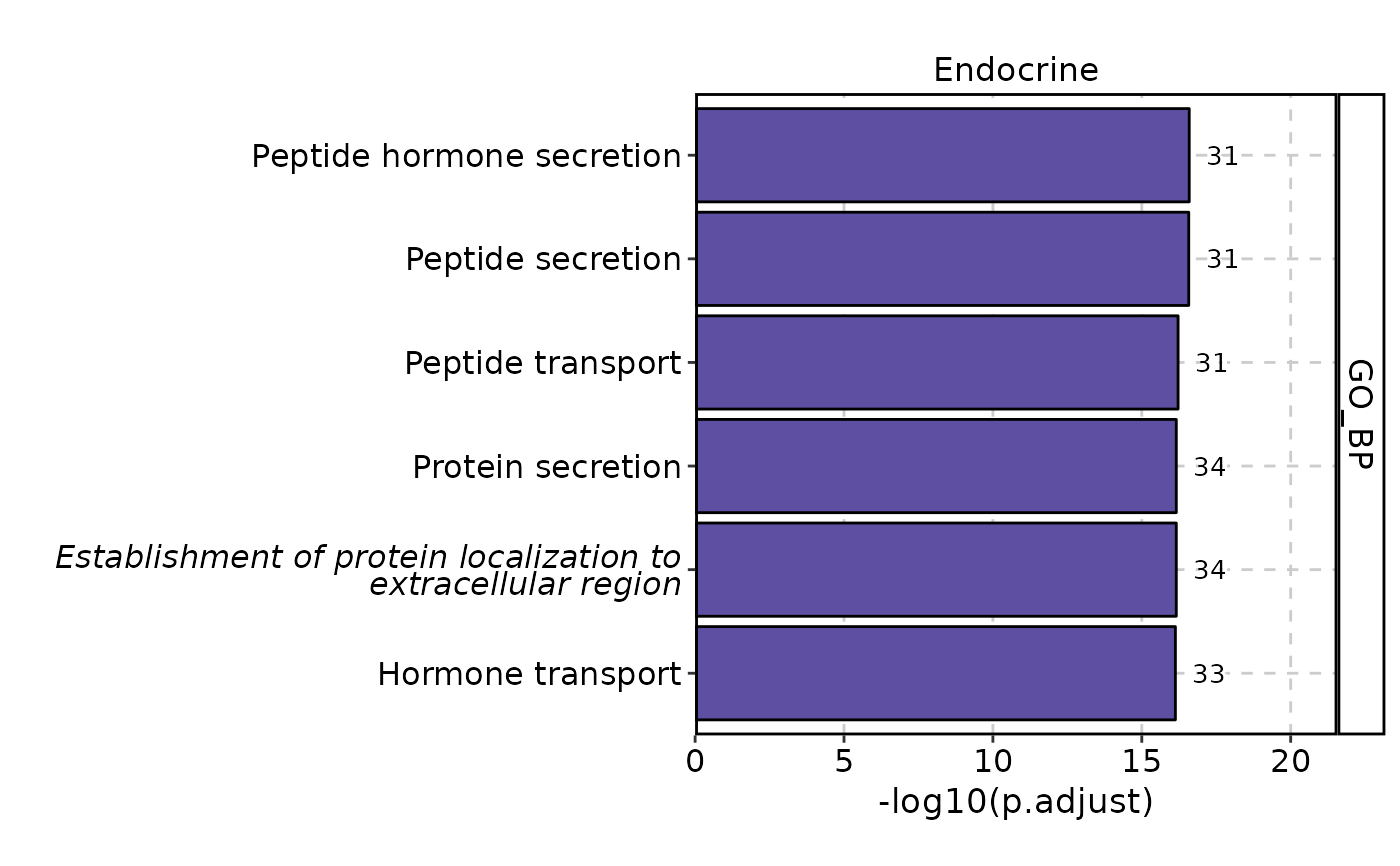 Endocrine
Peptide hormone secretion
31
Peptide secretion
31
Peptide transport
31
Protein secretion
34
Establishment of protein localization to
extracellular region
34
Hormone transport
33
GO_BP
0 5 10 15 20
-log10(p.adjust)